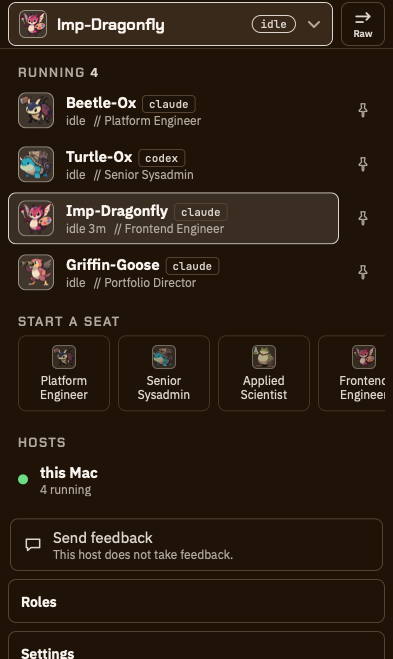 Imp-Dragonfly idle
Raw
RUNNING 4
Beetle-Ox claude
idle // Platform Engineer
Turtle-Ox codex
idle // Senior Sysadmin
Imp-Dragonfly claude
idle 3m // Frontend Engineer
Griffin-Goose claude
idle // Portfolio Director
START A SEAT
Platform
Engineer
Senior
Sysadmin
Applied
Scientist
Frontend
Engineer
HOSTS
this Mac
4 running
Send feedback
This host does not take feedback.
Roles
Settings